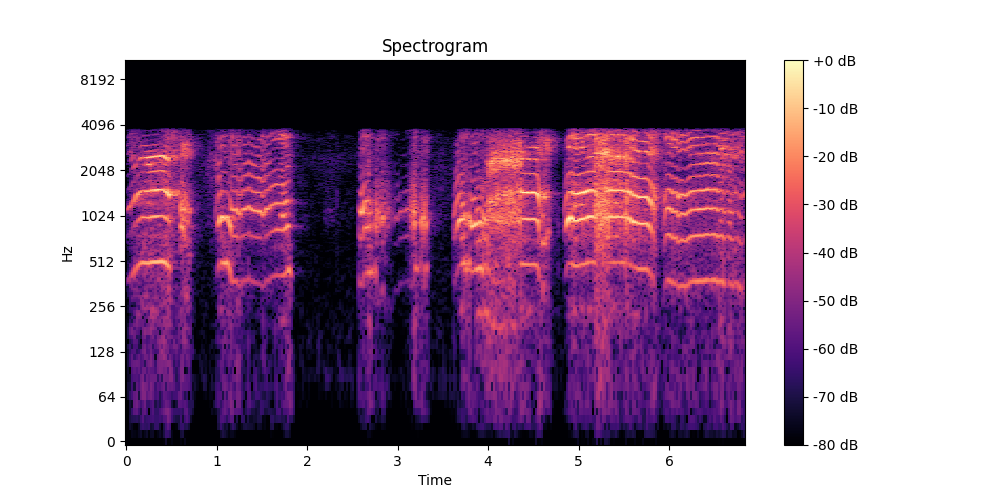 Spectrogram
8192
4096
2048
1024
512
256
128
64
0
Hz
0 1 2 3 4 5 6
Time
+0 dB
-10 dB
-20 dB
-30 dB
-40 dB
-50 dB
-60 dB
-70 dB
-80 dB